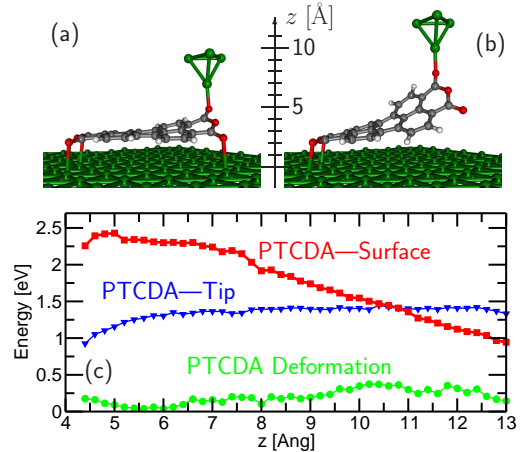 (a)
z [Å]
(b)
10
5
0
2.5
2
1.5
1
0.5
0
Energy [eV]
PTCDA—Surface
PTCDA—Tip
PTCDA Deformation
(c)
4 5 6 7 8 9 10 11 12 13
z [Ang]